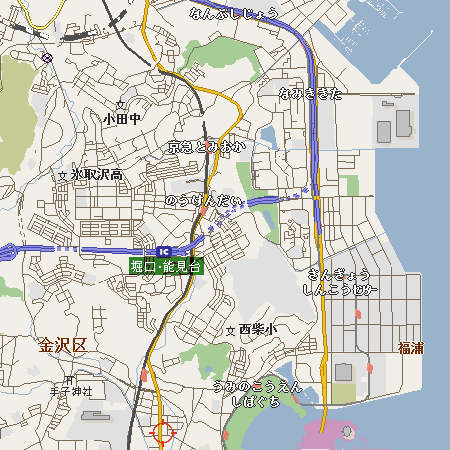 なんぶしじょう
なみききた
小田中
京急とみおか
氷取沢高
のうけんだい
IC
堀口·能見台
さんぎょう
しんこうせンター
西柴小
金沢区
福浦
手子神社
うみのこうえん
しばぐち